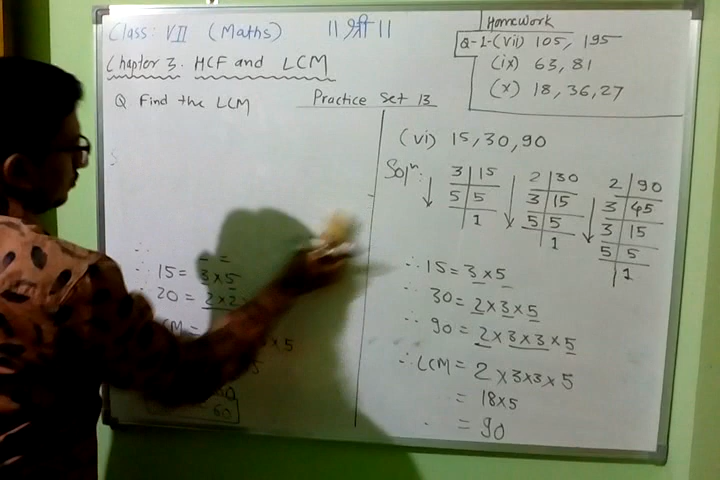 Class: VII (Maths) || श्री ||
Chapter 3. HCF and LCM
Q Find the LCM Practice set 13
Homework
Q-1-(vii) 105, 195
(ix) 63, 81
(x) 18, 36, 27
∴ 15 = 3 × 5
∴ 20 = 2 × 2
× 5
60
(vi) 15, 30, 90
Solⁿ:
3 | 15
5 | 5
1
2 | 30
3 | 15
5 | 5
1
2 | 90
3 | 45
3 | 15
5 | 5
1
∴ 15 = 3 × 5
∴ 30 = 2 × 3 × 5
∴ 90 = 2 × 3 × 3 × 5
∴ LCM = 2 × 3 × 3 × 5
= 18 × 5
= 90